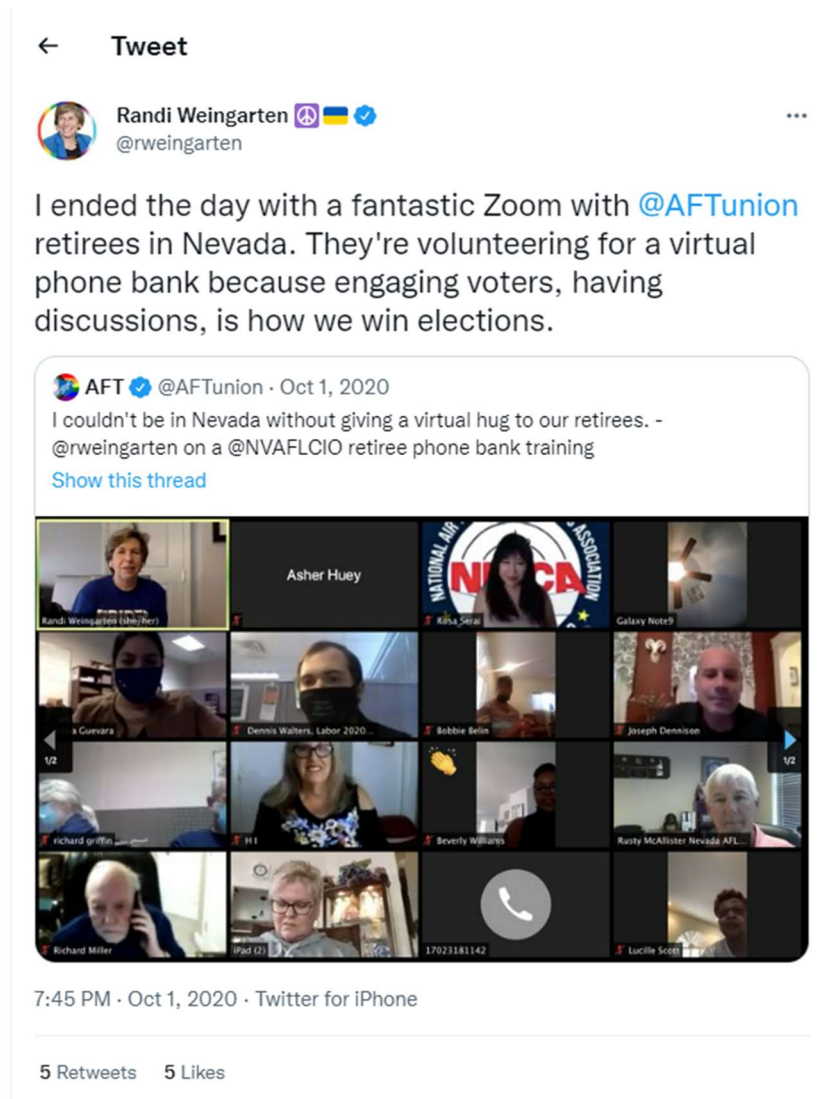 Tweet
Randi Weingarten ☮️🇺🇦
@rweingarten
I ended the day with a fantastic Zoom with @AFTunion
retirees in Nevada. They're volunteering for a virtual
phone bank because engaging voters, having
discussions, is how we win elections.
AFT @AFTunion · Oct 1, 2020
I couldn't be in Nevada without giving a virtual hug to our retirees. -
@rweingarten on a @NVAFLCIO retiree phone bank training
Show this thread
Randi Weingarten (she/her)
Asher Huey
NATIONAL AIR ASSOCIATION
N CA
Rosa Serai
Galaxy Note9
a Guevara
Dennis Walters, Labor 2020...
Bobbie Belin
Joseph Dennison
1/2
1/2
richard griffin
H I
Beverly Williams
Rusty McAllister Nevada AFL...
Richard Miller
iPad (2)
17023181142
Lucille Scott
7:45 PM · Oct 1, 2020 · Twitter for iPhone
5 Retweets 5 Likes